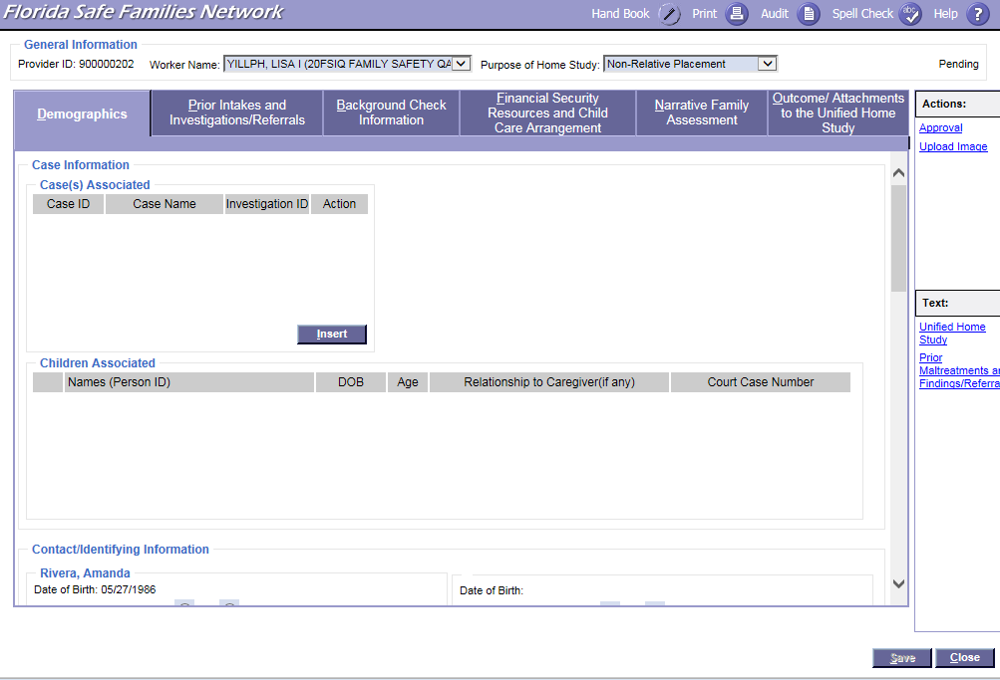 Florida Safe Families Network
Hand Book Print Audit Spell Check abc Help ?
General Information
Provider ID: 900000202 Worker Name: YILLPH, LISA I (20FSIQ FAMILY SAFETY QA Purpose of Home Study: Non-Relative Placement Pending
Demographics
Prior Intakes and
Investigations/Referrals
Background Check
Information
Financial Security
Resources and Child
Care Arrangement
Narrative Family
Assessment
Outcome/ Attachments
to the Unified Home
Study
Actions:
Approval
Upload Image
Case Information
Case(s) Associated
Case ID Case Name Investigation ID Action
Insert
Children Associated
Names (Person ID) DOB Age Relationship to Caregiver(if any) Court Case Number
Text:
Unified Home
Study
Prior
Maltreatments a
Findings/Referra
Contact/Identifying Information
Rivera, Amanda
Date of Birth: 05/27/1986
Date of Birth:
Save Close